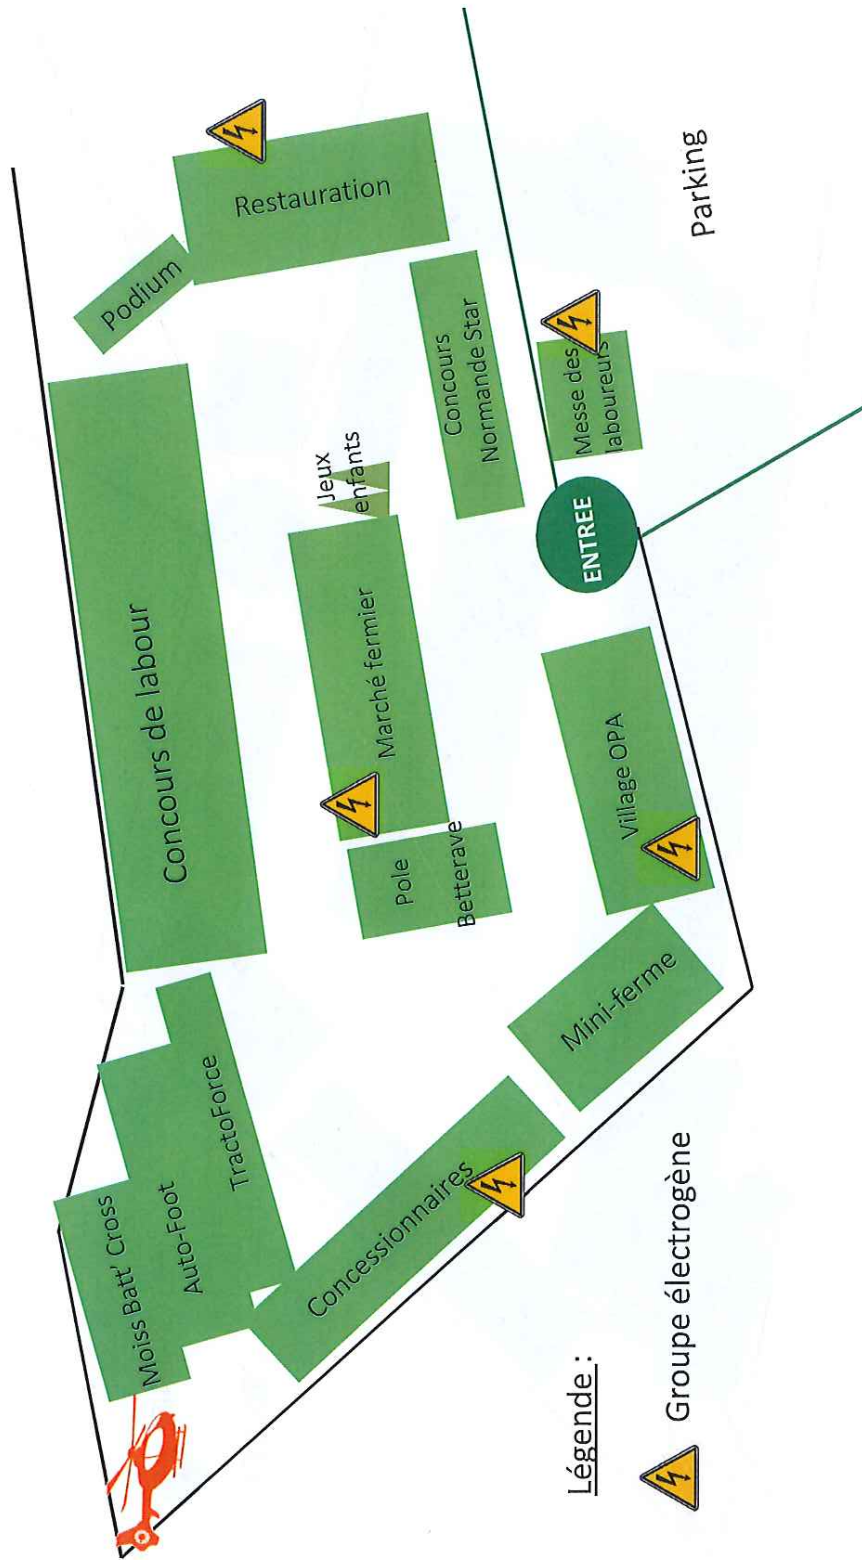 Moiss Batt' Cross
Auto-Foot
TractoForce
Concours de labour
Podium
Restauration
Concessionnaires
Pole
Betterave
Marché fermier
Jeux
enfants
Concours
Normande Star
Mini-ferme
Village OPA
ENTREE
Messe des
laboureurs
Parking
Légende :
Groupe électrogène